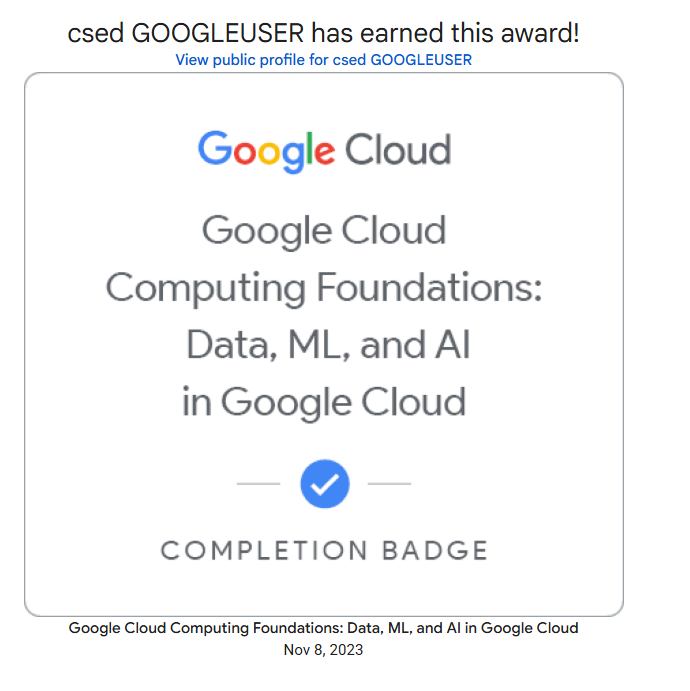 csed GOOGLEUSER has earned this award!
View public profile for csed GOOGLEUSER
Google Cloud
Google Cloud
Computing Foundations:
Data, ML, and AI
in Google Cloud
COMPLETION BADGE
Google Cloud Computing Foundations: Data, ML, and AI in Google Cloud
Nov 8, 2023